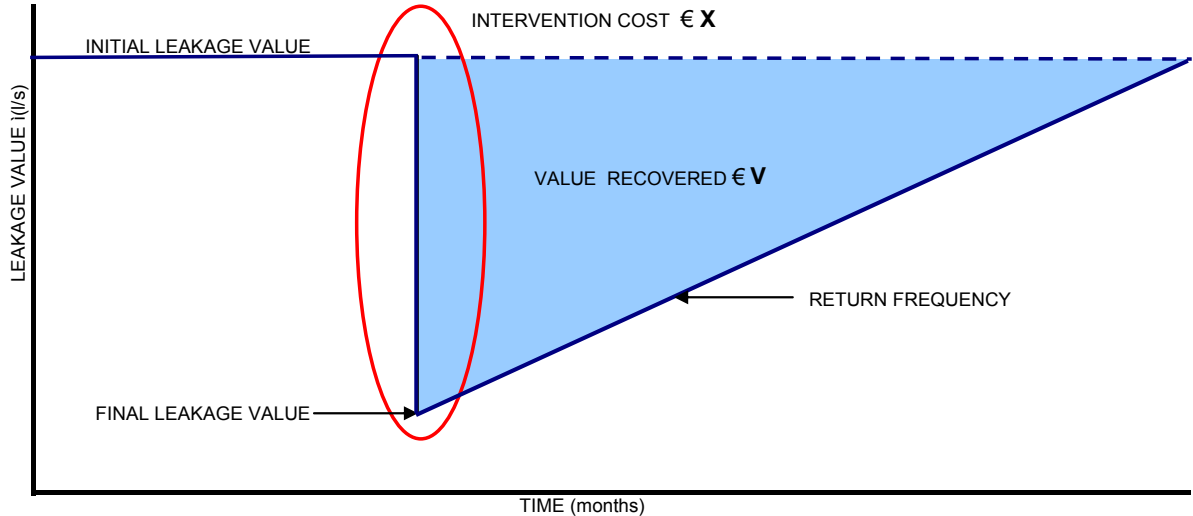 INTERVENTION COST € X
INITIAL LEAKAGE VALUE
LEAKAGE VALUE i(l/s)
VALUE RECOVERED € V
RETURN FREQUENCY
FINAL LEAKAGE VALUE
TIME (months)